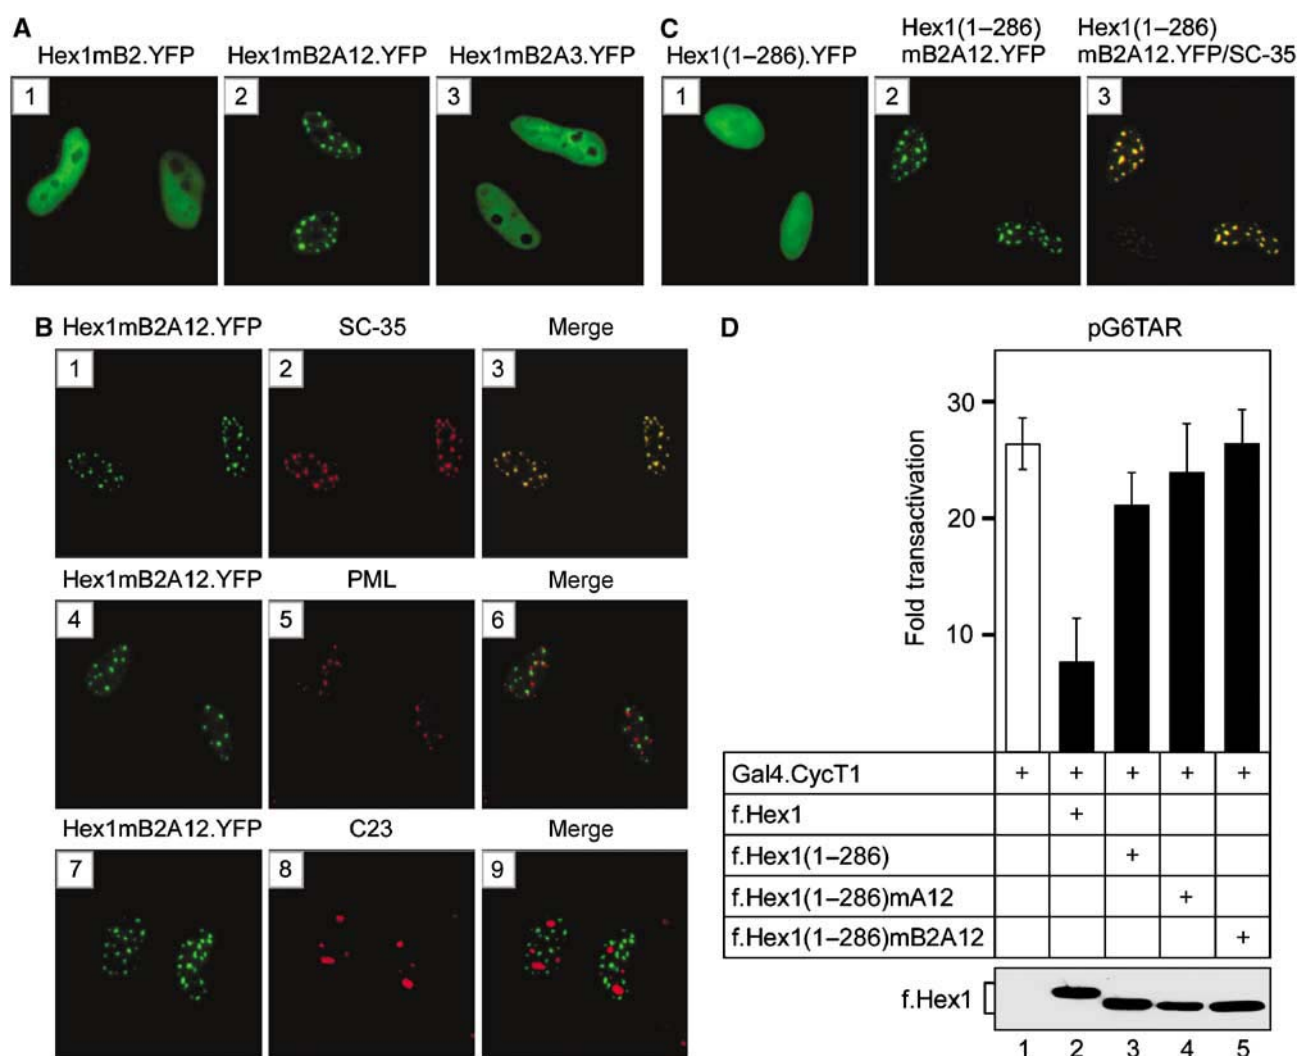 A
Hex1mB2.YFP Hex1mB2A12.YFP Hex1mB2A3.YFP
1 2 3
C
Hex1(1–286).YFP
Hex1(1–286)
mB2A12.YFP
Hex1(1–286)
mB2A12.YFP/SC-35
1 2 3
B
Hex1mB2A12.YFP SC-35 Merge
1 2 3
Hex1mB2A12.YFP PML Merge
4 5 6
Hex1mB2A12.YFP C23 Merge
7 8 9
D
pG6TAR
Fold transactivation
30
20
10
Gal4.CycT1 + + + + +
f.Hex1 +
f.Hex1(1–286) +
f.Hex1(1–286)mA12 +
f.Hex1(1–286)mB2A12 +
f.Hex1
1 2 3 4 5